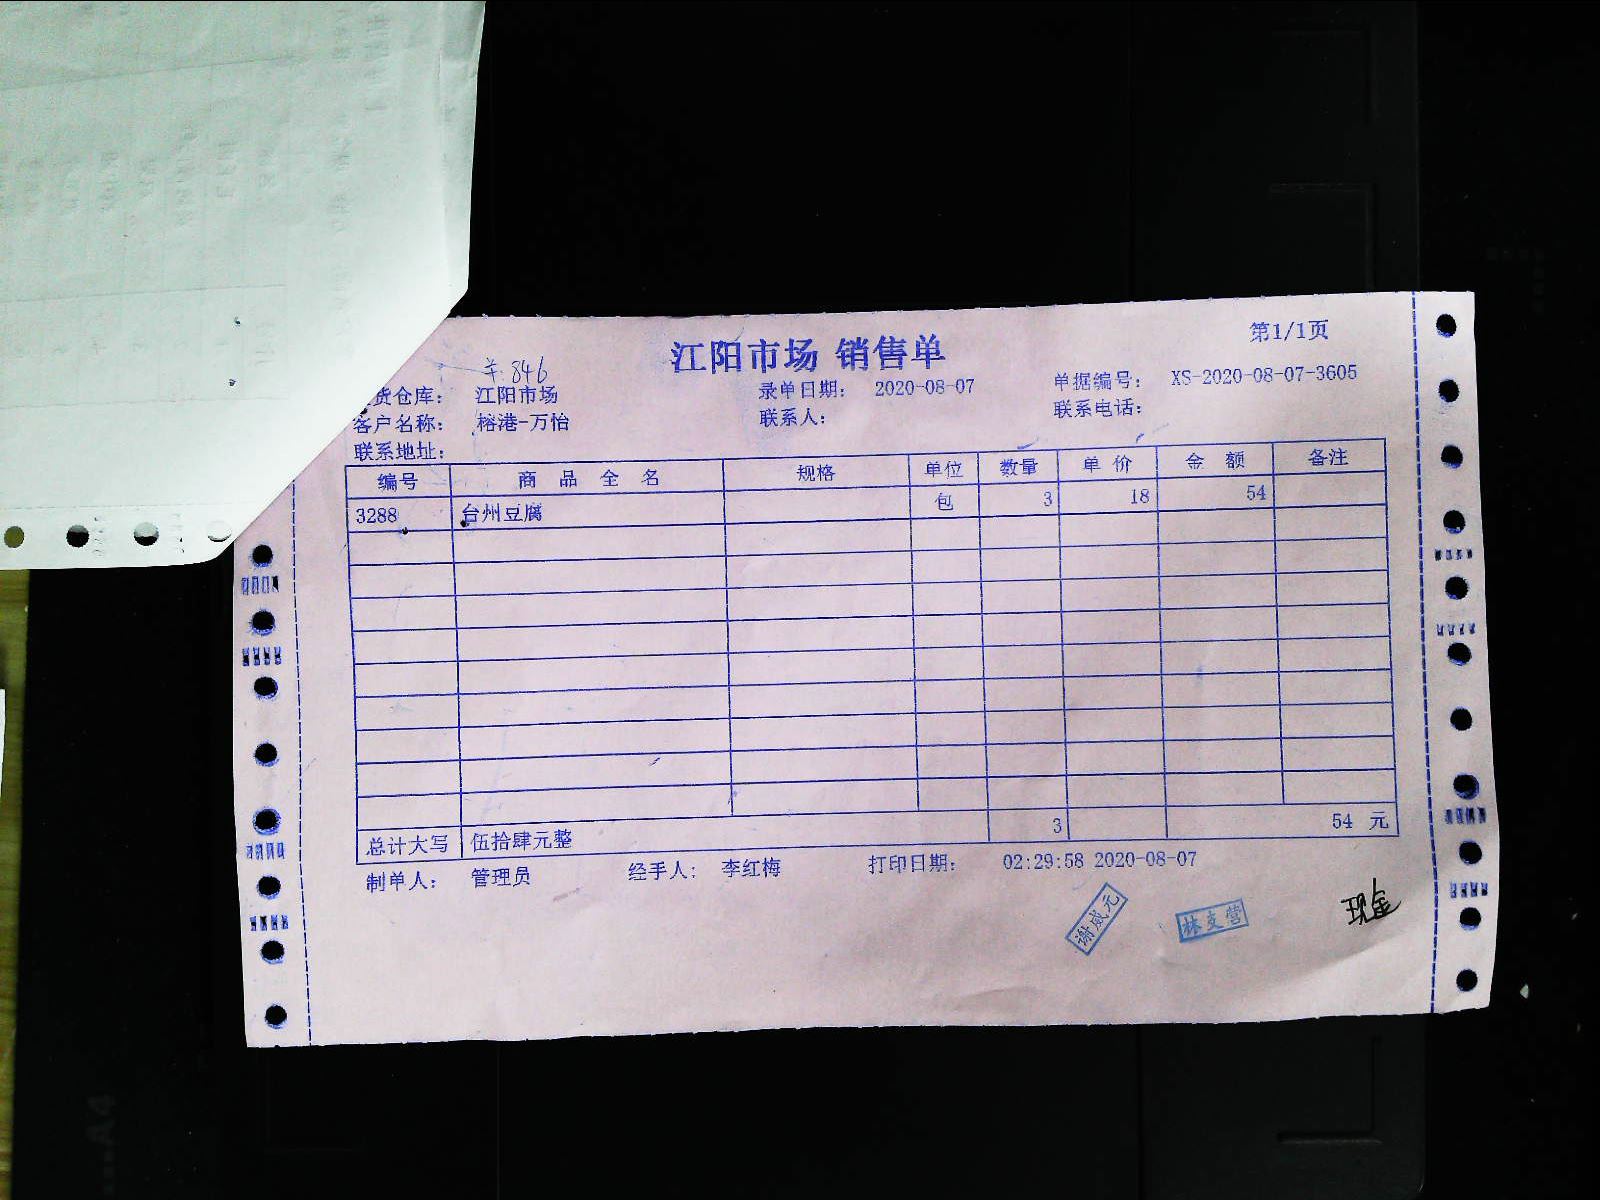 第1/1页
江阳市场 销售单
羊:846
货仓库: 江阳市场 录单日期: 2020-08-07 单据编号: XS-2020-08-07-3605
客户名称: 榕港-万怡 联系人: 联系电话:
联系地址:
编号 商品全名 规格 单位 数量 单价 金额 备注
3288 台州豆腐 包 3 18 54
总计大写 伍拾肆元整 3 54 元
制单人: 管理员 经手人: 李红梅 打印日期: 02:29:58 2020-08-07
谢成元 林支营 现金
A4